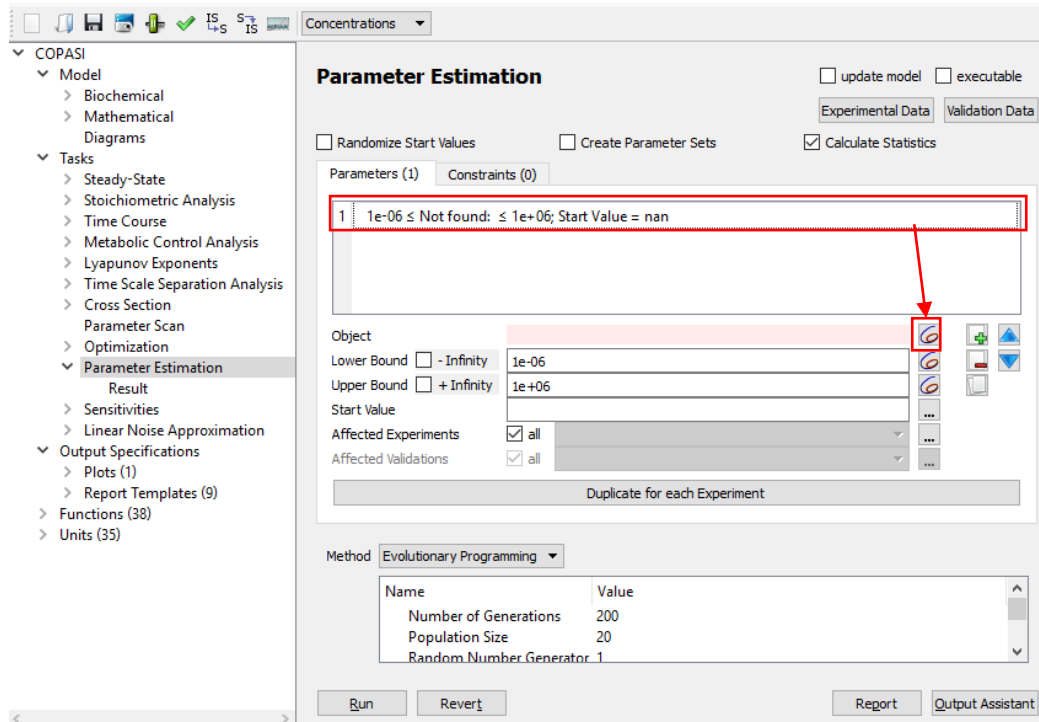 IS
S
S
IS
Concentrations
COPASI
Model
Biochemical
Mathematical
Diagrams
Tasks
Steady-State
Stoichiometric Analysis
Time Course
Metabolic Control Analysis
Lyapunov Exponents
Time Scale Separation Analysis
Cross Section
Parameter Scan
Optimization
Parameter Estimation
Result
Sensitivities
Linear Noise Approximation
Output Specifications
Plots (1)
Report Templates (9)
Functions (38)
Units (35)
Parameter Estimation
update model executable
Experimental Data Validation Data
Randomize Start Values Create Parameter Sets Calculate Statistics
Parameters (1) Constraints (0)
1 1e-06 ≤ Not found: ≤ 1e+06; Start Value = nan
Object
Lower Bound - Infinity 1e-06
Upper Bound + Infinity 1e+06
Start Value ...
Affected Experiments all ...
Affected Validations all ...
Duplicate for each Experiment
Method Evolutionary Programming
Name Value
Number of Generations 200
Population Size 20
Random Number Generator 1
Run Revert Report Output Assistant